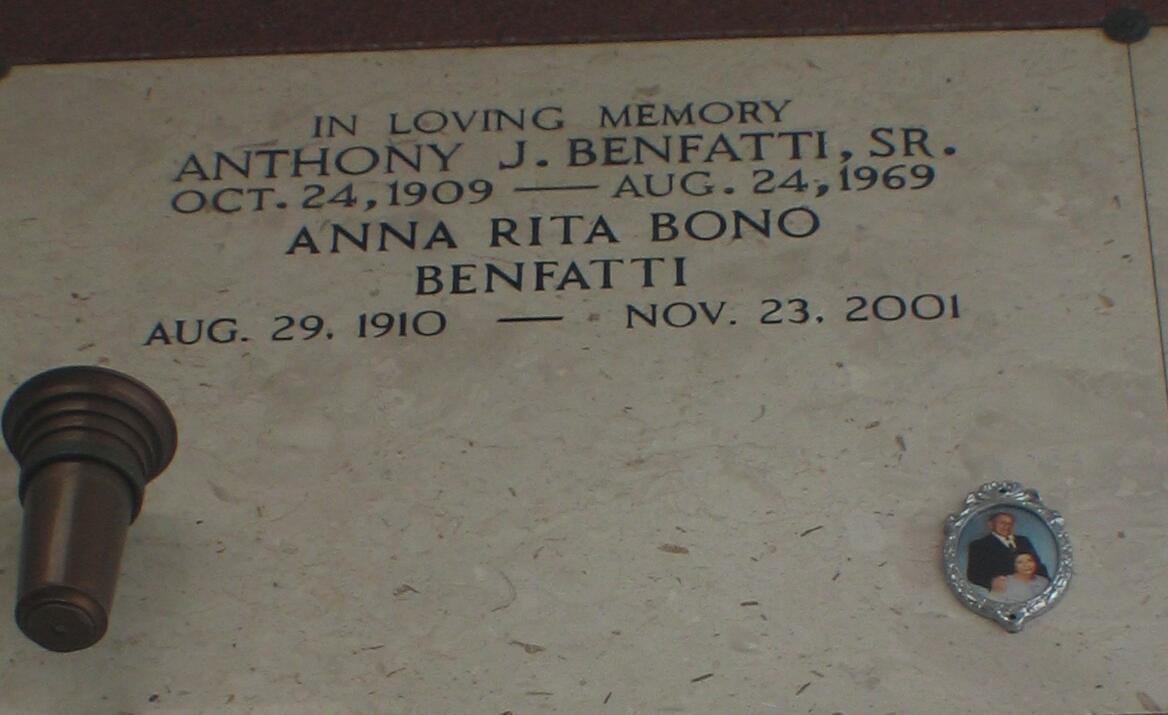 IN LOVING MEMORY
ANTHONY J. BENFATTI, SR.
OCT. 24, 1909 — AUG. 24, 1969
ANNA RITA BONO
BENFATTI
AUG. 29, 1910 — NOV. 23, 2001